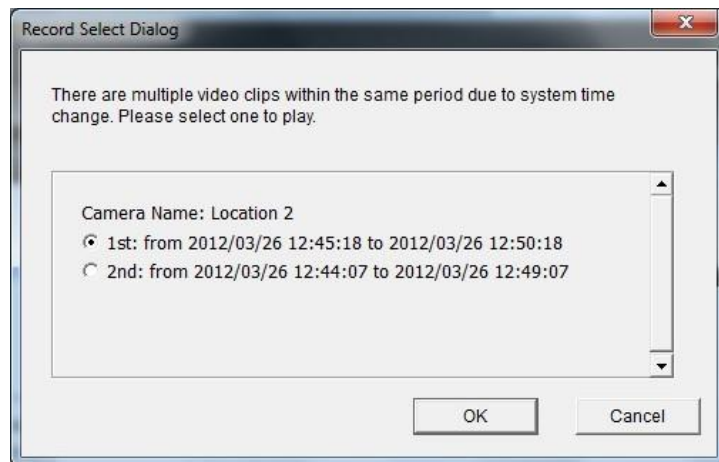 Record Select Dialog
There are multiple video clips within the same period due to system time
change. Please select one to play.
Camera Name: Location 2
1st: from 2012/03/26 12:45:18 to 2012/03/26 12:50:18
2nd: from 2012/03/26 12:44:07 to 2012/03/26 12:49:07
OK Cancel